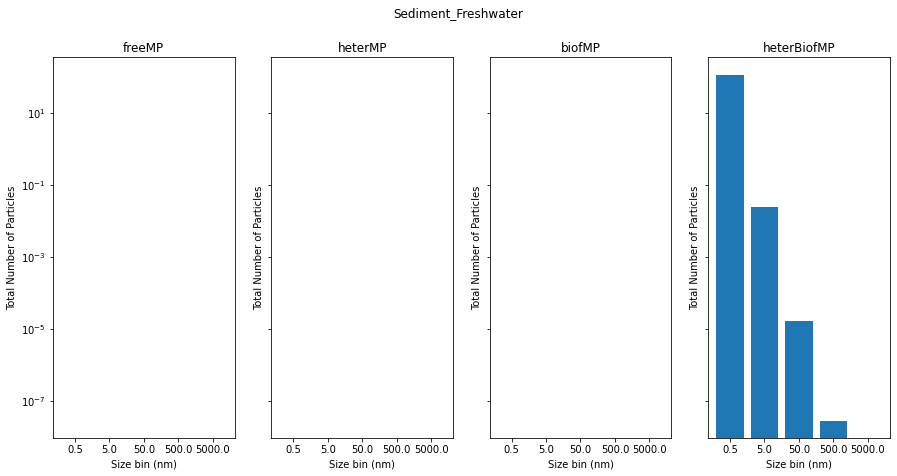 Sediment_Freshwater
freeMP
heterMP
biofMP
heterBiofMP
Total Number of Particles
10^1
10^-1
10^-3
10^-5
10^-7
0.5 5.0 50.0 500.0 5000.0
Size bin (nm)
Total Number of Particles
0.5 5.0 50.0 500.0 5000.0
Size bin (nm)
Total Number of Particles
0.5 5.0 50.0 500.0 5000.0
Size bin (nm)
Total Number of Particles
0.5 5.0 50.0 500.0 5000.0
Size bin (nm)